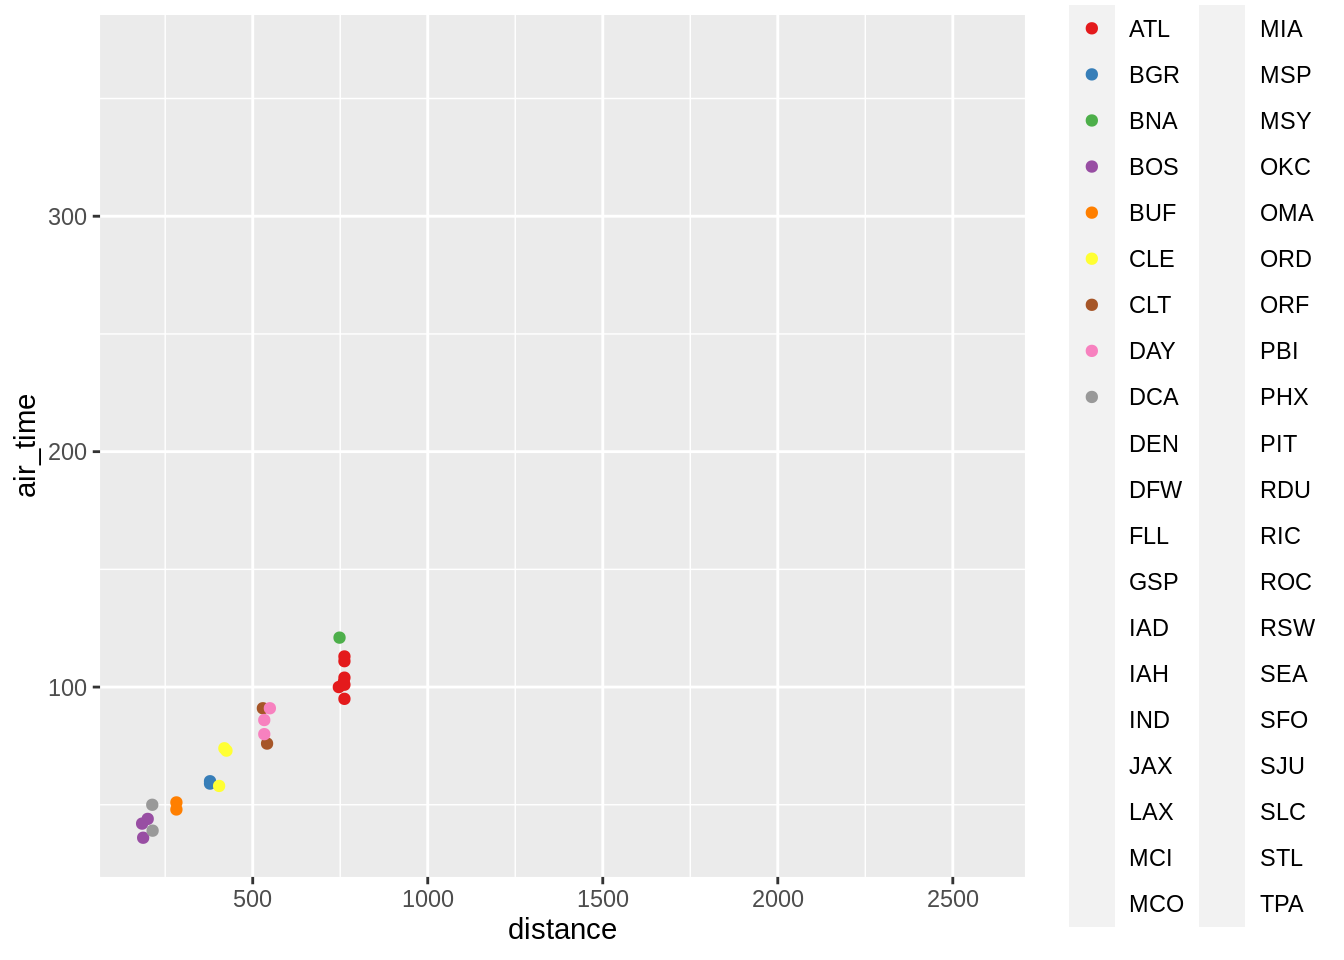 air_time
300
200
100
500
1000
1500
2000
2500
distance
ATL
BGR
BNA
BOS
BUF
CLE
CLT
DAY
DCA
DEN
DFW
FLL
GSP
IAD
IAH
IND
JAX
LAX
MCI
MCO
MIA
MSP
MSY
OKC
OMA
ORD
ORF
PBI
PHX
PIT
RDU
RIC
ROC
RSW
SEA
SFO
SJU
SLC
STL
TPA